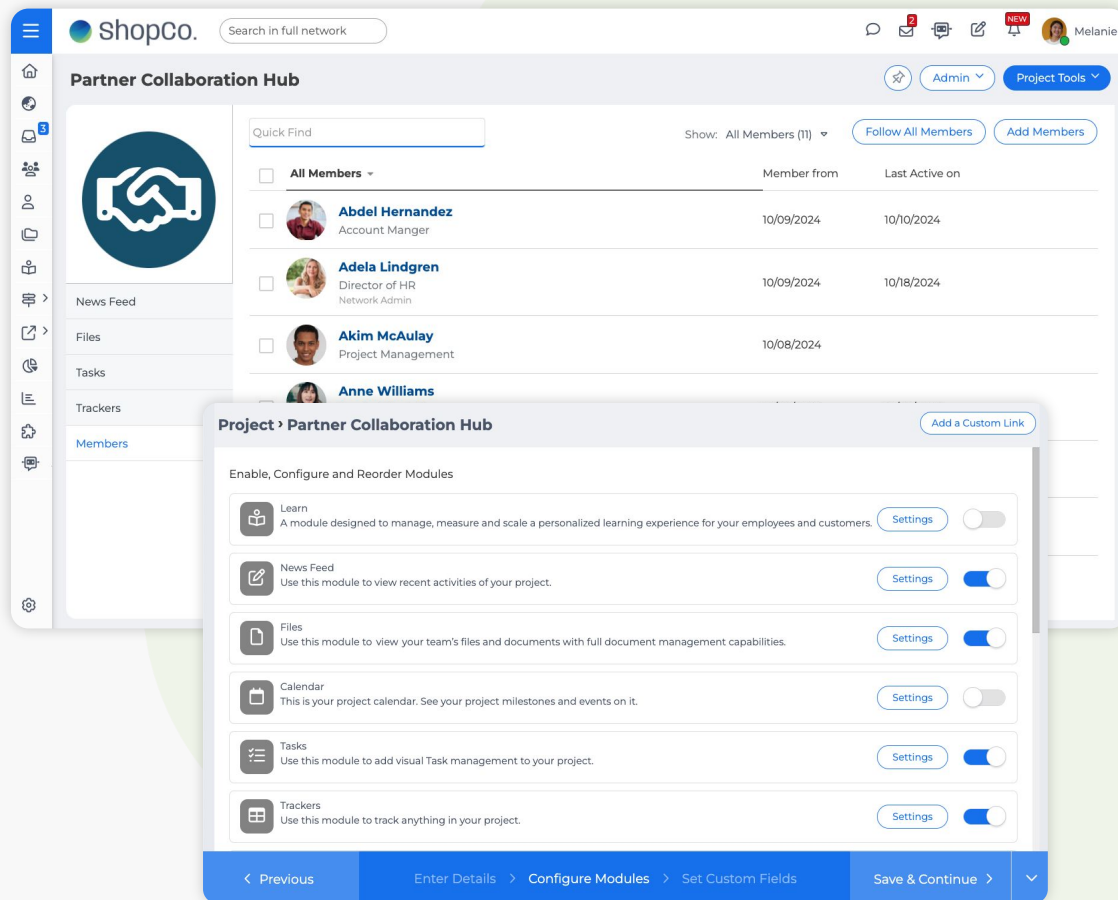 ShopCo.
Search in full network
2
NEW
Melanie
Partner Collaboration Hub
Admin
Project Tools
3
Quick Find
Show: All Members (11)
Follow All Members
Add Members
All Members
Member from
Last Active on
Abdel Hernandez
Account Manger
10/09/2024
10/10/2024
Adela Lindgren
Director of HR
Network Admin
10/09/2024
10/18/2024
Akim McAulay
Project Management
10/08/2024
Anne Williams
News Feed
Files
Tasks
Trackers
Members
Project › Partner Collaboration Hub
Add a Custom Link
Enable, Configure and Reorder Modules
Learn
A module designed to manage, measure and scale a personalized learning experience for your employees and customers.
Settings
News Feed
Use this module to view recent activities of your project.
Settings
Files
Use this module to view your team's files and documents with full document management capabilities.
Settings
Calendar
This is your project calendar. See your project milestones and events on it.
Settings
Tasks
Use this module to add visual Task management to your project.
Settings
Trackers
Use this module to track anything in your project.
Settings
< Previous
Enter Details > Configure Modules > Set Custom Fields
Save & Continue >